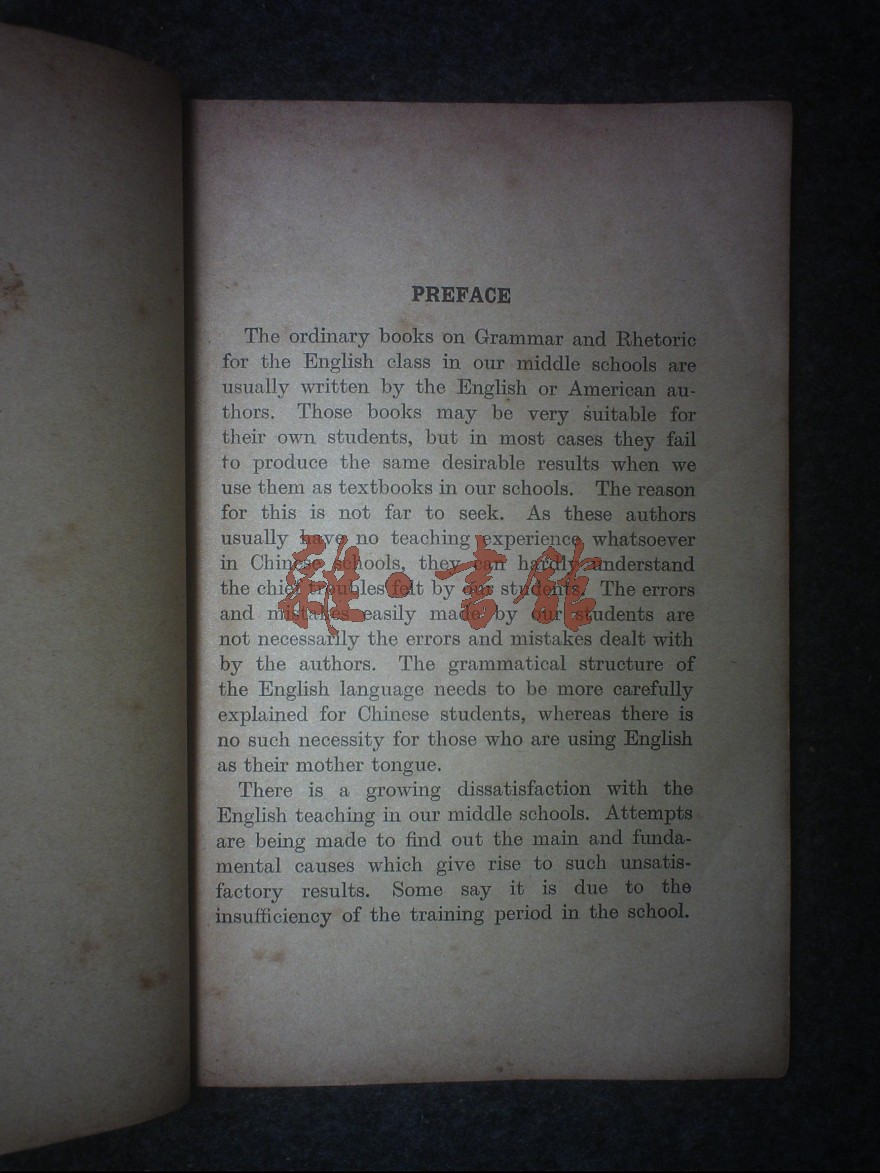 PREFACE
The ordinary books on Grammar and Rhetoric
for the English class in our middle schools are
usually written by the English or American au-
thors. Those books may be very suitable for
their own students, but in most cases they fail
to produce the same desirable results when we
use them as textbooks in our schools. The reason
for this is not far to seek. As these authors
usually have no teaching experience whatsoever
in Chinese schools, they can hardly understand
the chief troubles felt by our students. The errors
and mistakes easily made by our students are
not necessarily the errors and mistakes dealt with
by the authors. The grammatical structure of
the English language needs to be more carefully
explained for Chinese students, whereas there is
no such necessity for those who are using English
as their mother tongue.
There is a growing dissatisfaction with the
English teaching in our middle schools. Attempts
are being made to find out the main and funda-
mental causes which give rise to such unsatis-
factory results. Some say it is due to the
insufficiency of the training period in the school.
雜·書館